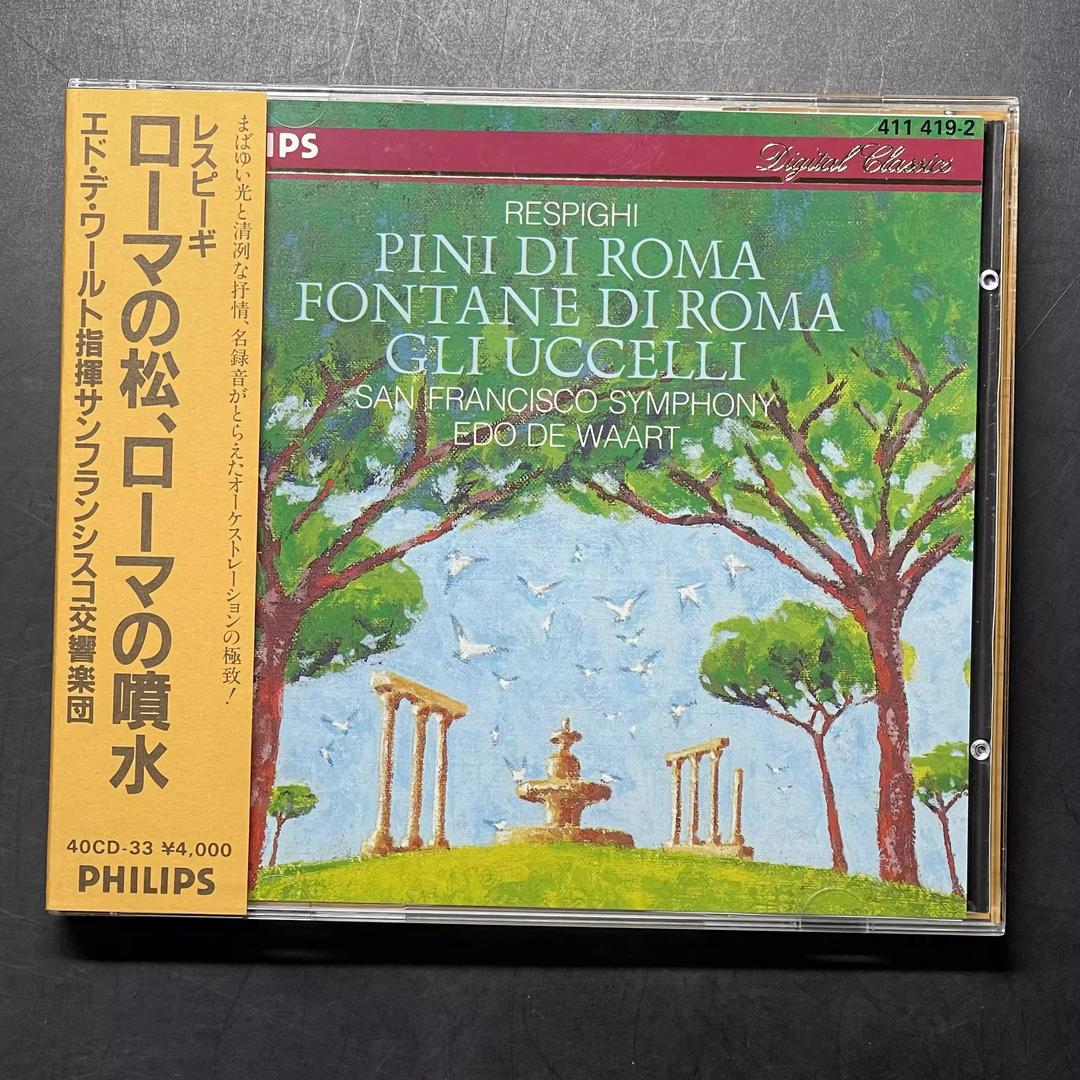 まばゆい光と清冽な抒情、名録音がとらえたオーケストレーションの極致!
レスピーギ
ローマの松、ローマの噴水
エド・デ・ワールト指揮サンフランシスコ交響楽団
40CD-33 ¥4,000
PHILIPS
IPS
411 419-2
Digital Classics
RESPIGHI
PINI DI ROMA
FONTANE DI ROMA
GLI UCCELLI
SAN FRANCISCO SYMPHONY
EDO DE WAART